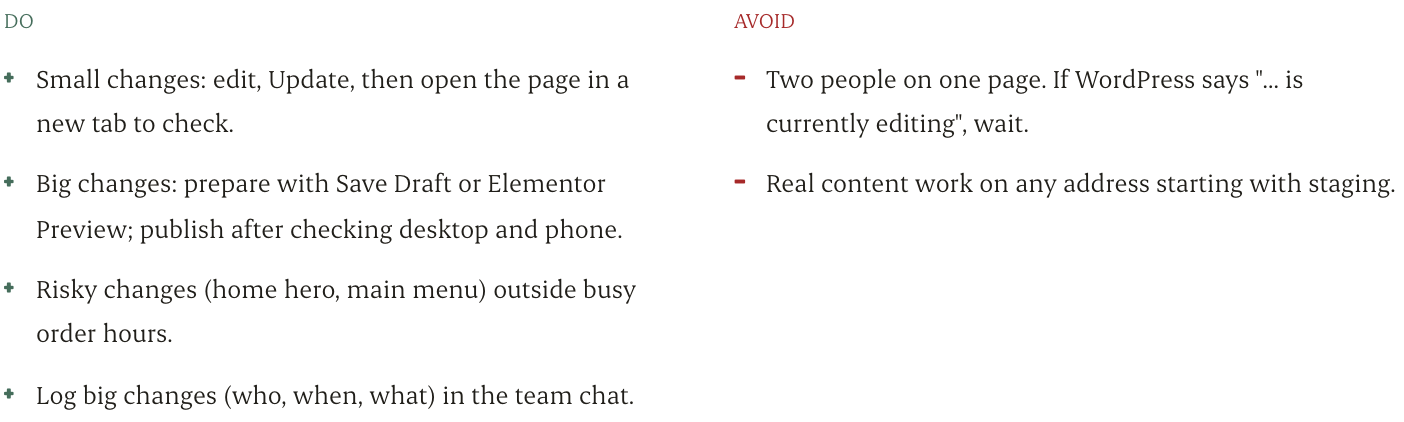 DO
+ Small changes: edit, Update, then open the page in a
new tab to check.
+ Big changes: prepare with Save Draft or Elementor
Preview; publish after checking desktop and phone.
+ Risky changes (home hero, main menu) outside busy
order hours.
+ Log big changes (who, when, what) in the team chat.
AVOID
- Two people on one page. If WordPress says "... is
currently editing", wait.
- Real content work on any address starting with staging.